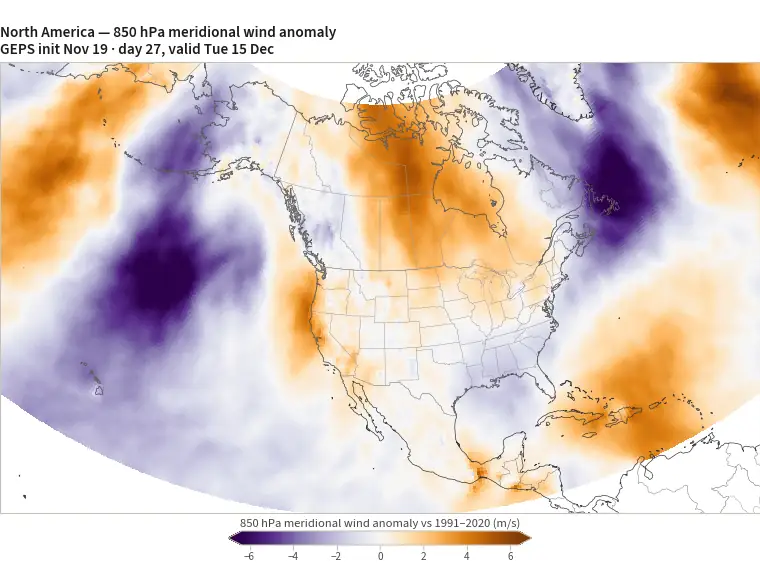 North America — 850 hPa meridional wind anomaly
GEPS init Nov 19 · day 27, valid Tue 15 Dec
850 hPa meridional wind anomaly vs 1991–2020 (m/s)
−6 −4 −2 0 2 4 6